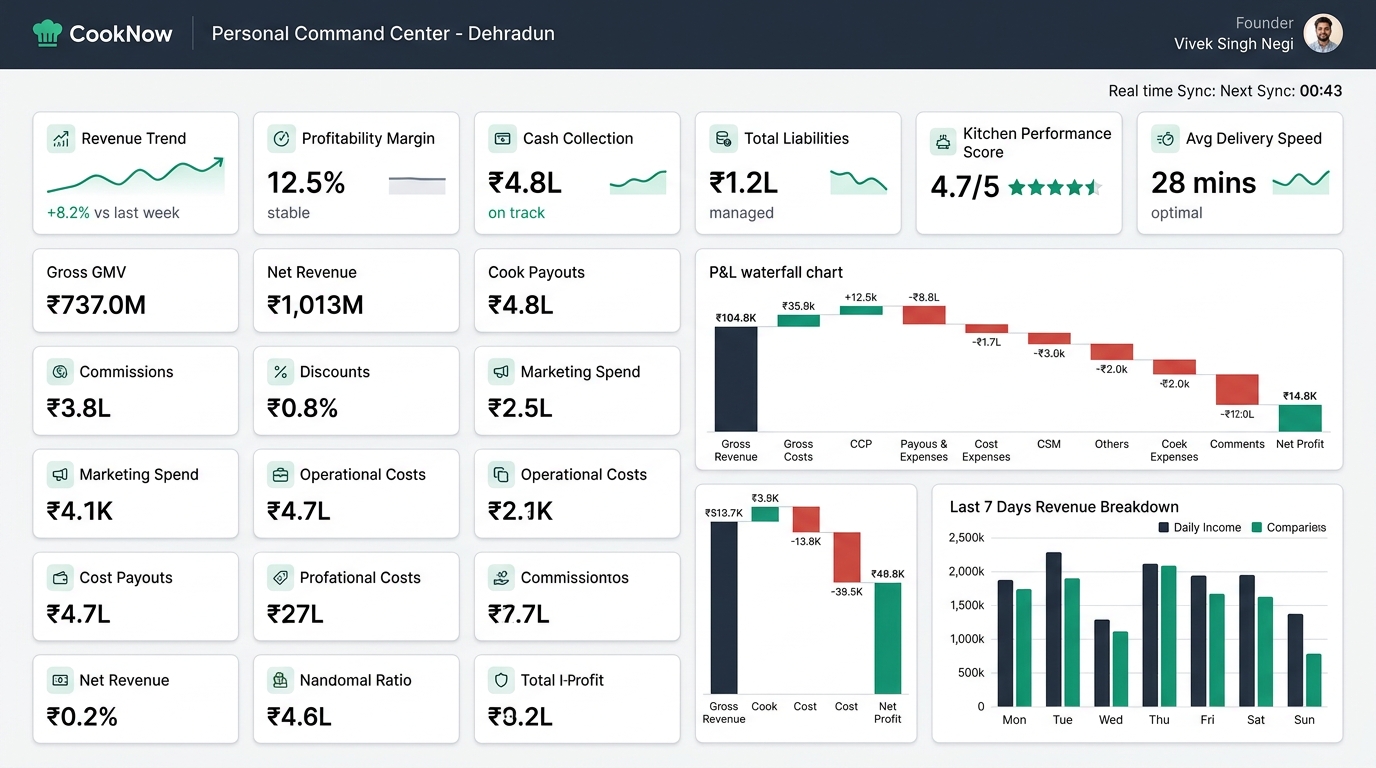 CookNow
Personal Command Center - Dehradun
Founder
Vivek Singh Negi
Real time Sync: Next Sync: 00:43
Revenue Trend
+8.2% vs last week
Profitability Margin
12.5%
stable
Cash Collection
₹4.8L
on track
Total Liabilities
₹1.2L
managed
Kitchen Performance
Score
4.7/5
Avg Delivery Speed
28 mins
optimal
Gross GMV
₹737.0M
Net Revenue
₹1,013M
Cook Payouts
₹4.8L
Commissions
₹3.8L
Discounts
₹0.8%
Marketing Spend
₹2.5L
Marketing Spend
₹4.1K
Operational Costs
₹4.7L
Operational Costs
Cost Payouts
₹4.7L
Profational Costs
₹27L
Commissiontos
₹7.7L
Net Revenue
₹0.2%
Nandomal Ratio
₹4.6L
Total I-Profit
P&L waterfall chart
₹104.8K
₹35.9k
+12.5k
-₹8.8L
-₹1.7L
-₹3.0k
-₹2.0k
-₹2.0k
-₹12.0L
₹14.8K
Gross
Revenue
Gross
Costs
CCP
Payous &
Expenses
Cost
Expenses
CSM
Others
Coek
Expenses
Comments
Net Profit
₹3.8K
-13.8K
-39.5K
₹48.8K
Gross
Revenue
Cook
Cost
Cost
Net
Profit
Last 7 Days Revenue Breakdown
Daily Income
2,500k
2,000k
1,500k
1,000k
500k
0
Mon
Tue
Wed
Thu
Fri
Sat
Sun